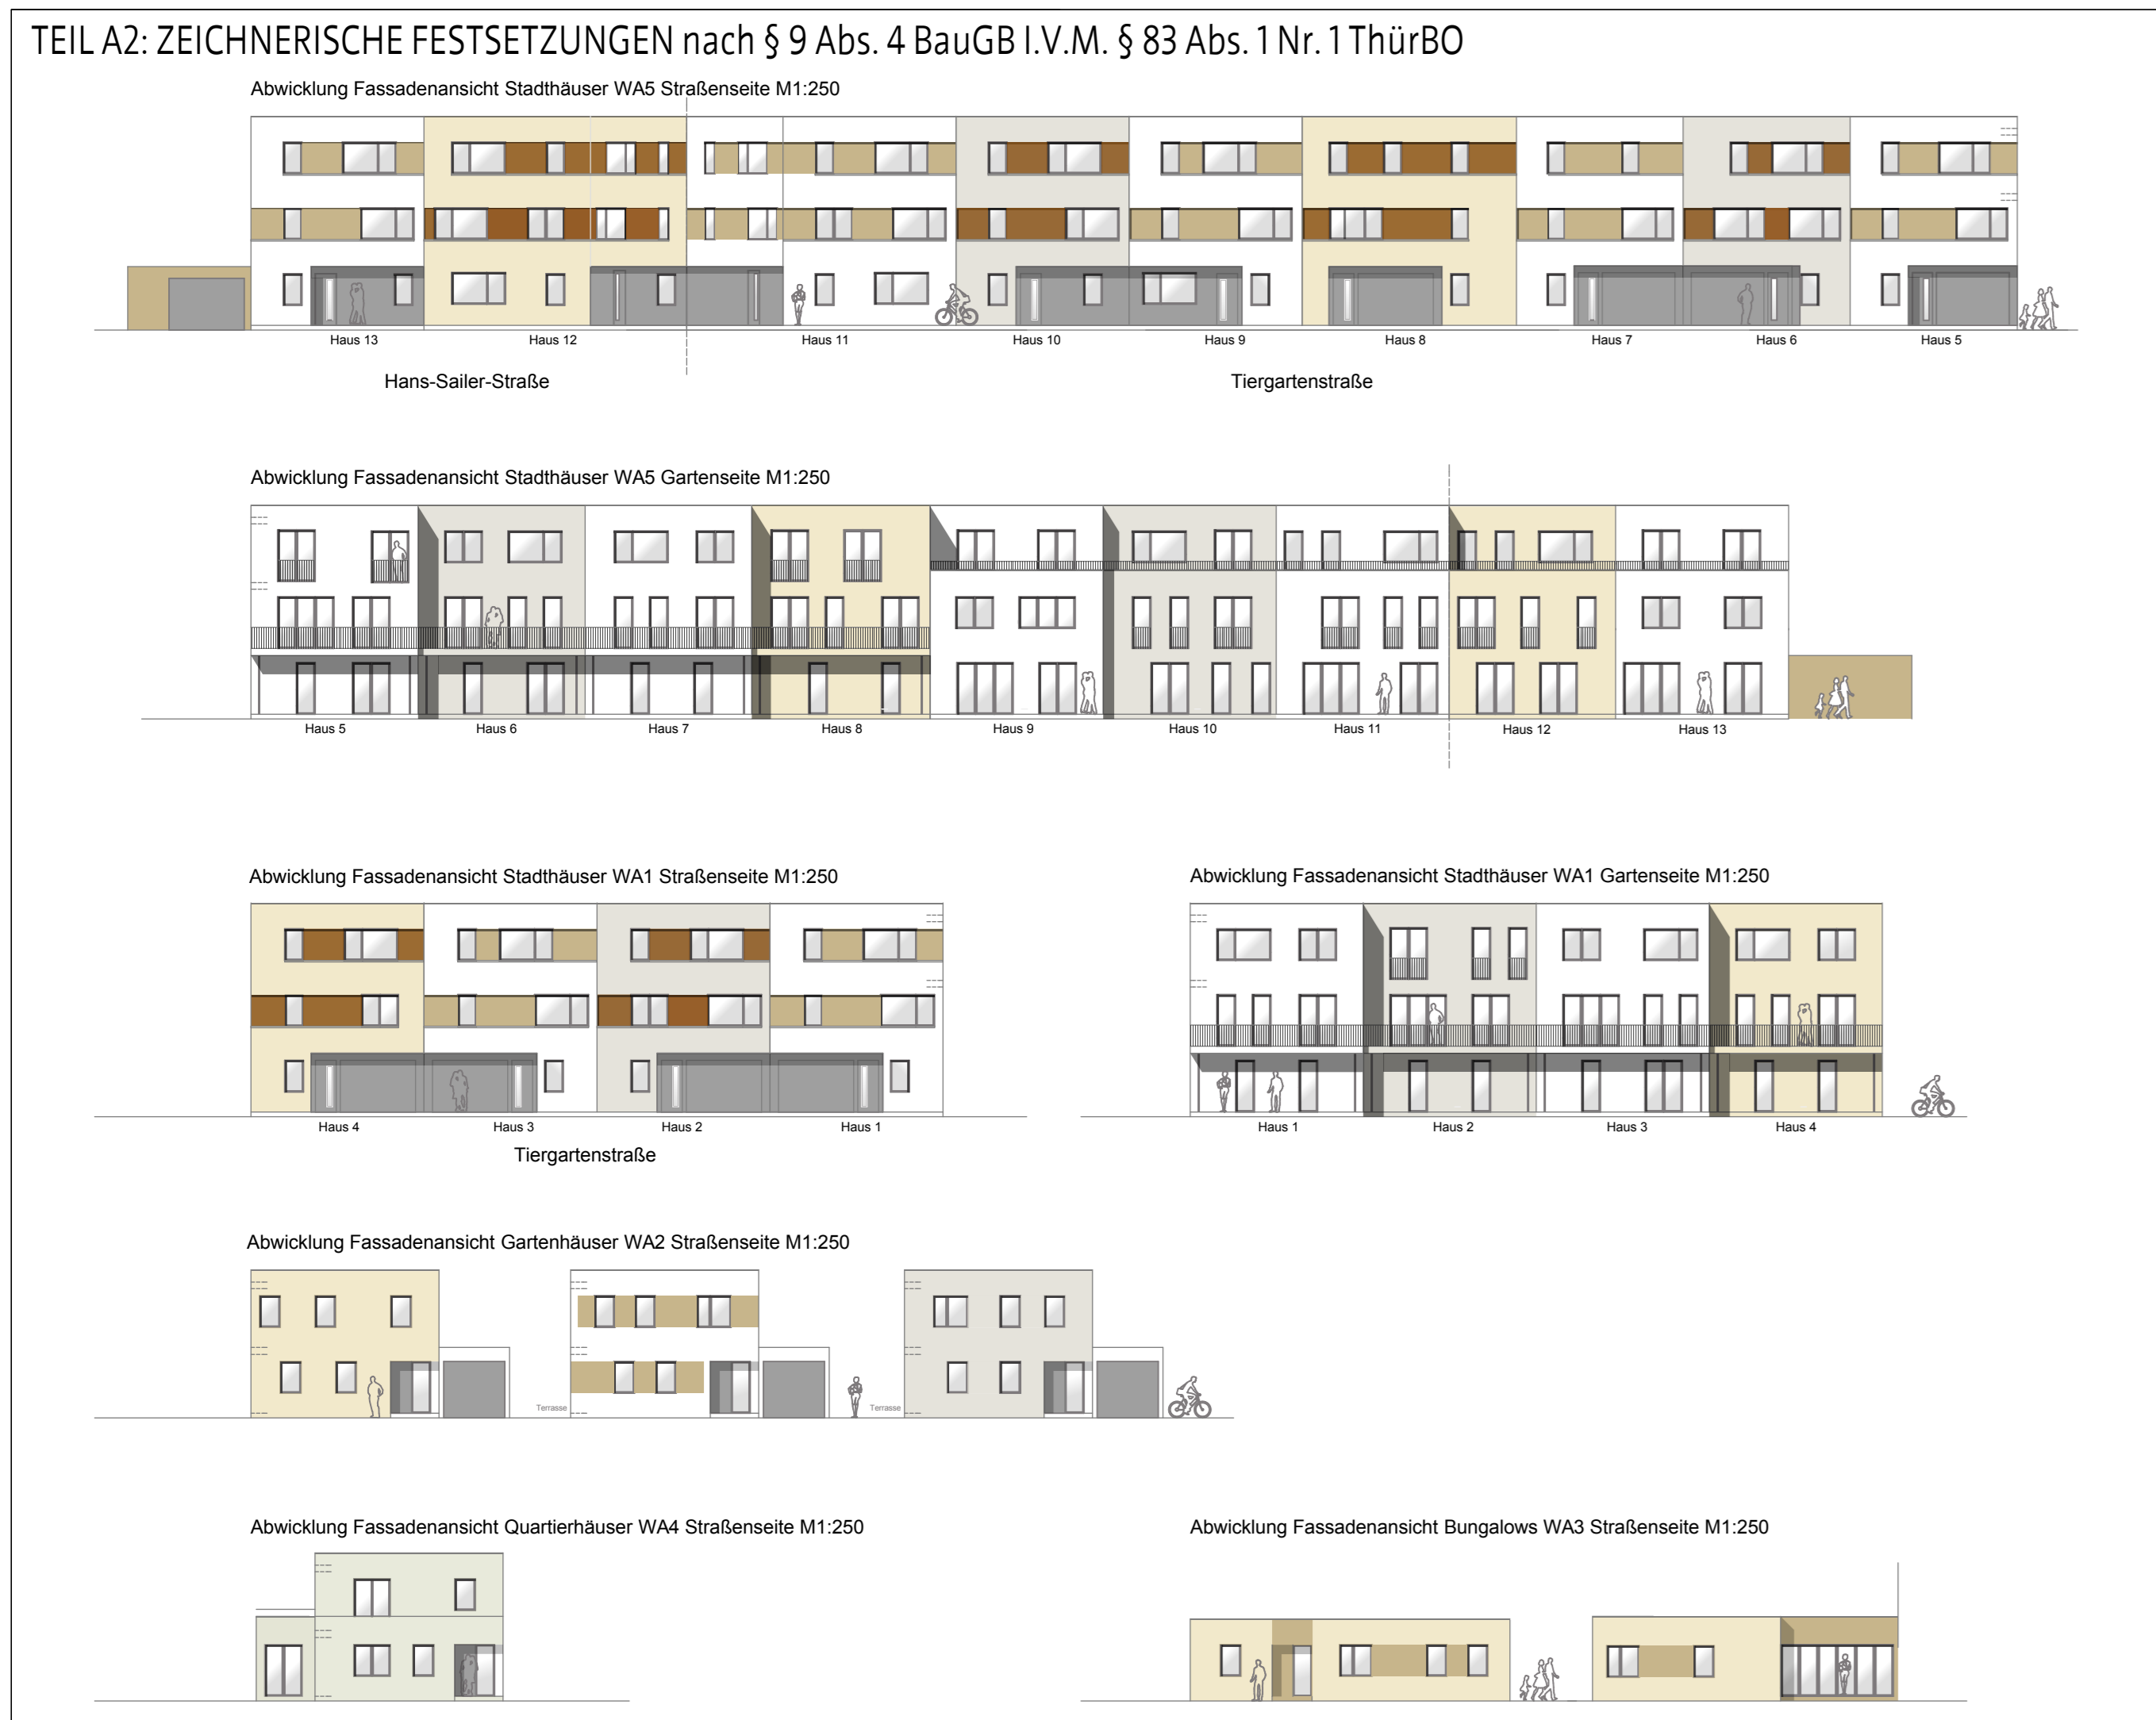 TEIL A2: ZEICHNERISCHE FESTSETZUNGEN nach § 9 Abs. 4 BauGB I.V.M. § 83 Abs. 1 Nr. 1 ThürBO
Abwicklung Fassadenansicht Stadthäuser WA5 Straßenseite M1:250
Haus 13 Haus 12 Haus 11 Haus 10 Haus 9 Haus 8 Haus 7 Haus 6 Haus 5
Hans-Sailer-Straße Tiergartenstraße
Abwicklung Fassadenansicht Stadthäuser WA5 Gartenseite M1:250
Haus 5 Haus 6 Haus 7 Haus 8 Haus 9 Haus 10 Haus 11 Haus 12 Haus 13
Abwicklung Fassadenansicht Stadthäuser WA1 Straßenseite M1:250
Haus 4 Haus 3 Haus 2 Haus 1
Tiergartenstraße
Abwicklung Fassadenansicht Stadthäuser WA1 Gartenseite M1:250
Haus 1 Haus 2 Haus 3 Haus 4
Abwicklung Fassadenansicht Gartenhäuser WA2 Straßenseite M1:250
Terrasse Terrasse
Abwicklung Fassadenansicht Quartierhäuser WA4 Straßenseite M1:250
Abwicklung Fassadenansicht Bungalows WA3 Straßenseite M1:250